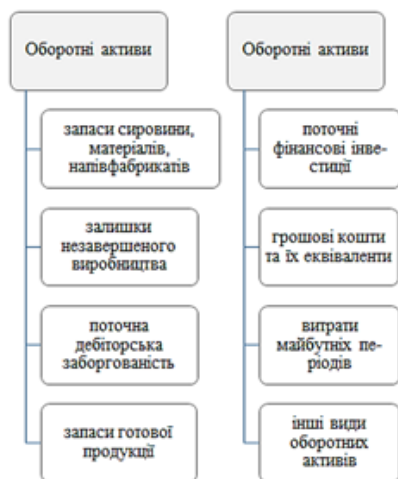 Оборотні активи
запаси сировини,
матеріалів,
напівфабрикатів
залишки
незавершеного
виробництва
поточна
дебіторська
заборгованість
запаси готової
продукції
Оборотні активи
поточні
фінансові інве-
стиції
грошові кошти
та їх еквіваленти
витрати
майбутніх пе-
ріодів
інші види
оборотних
активів